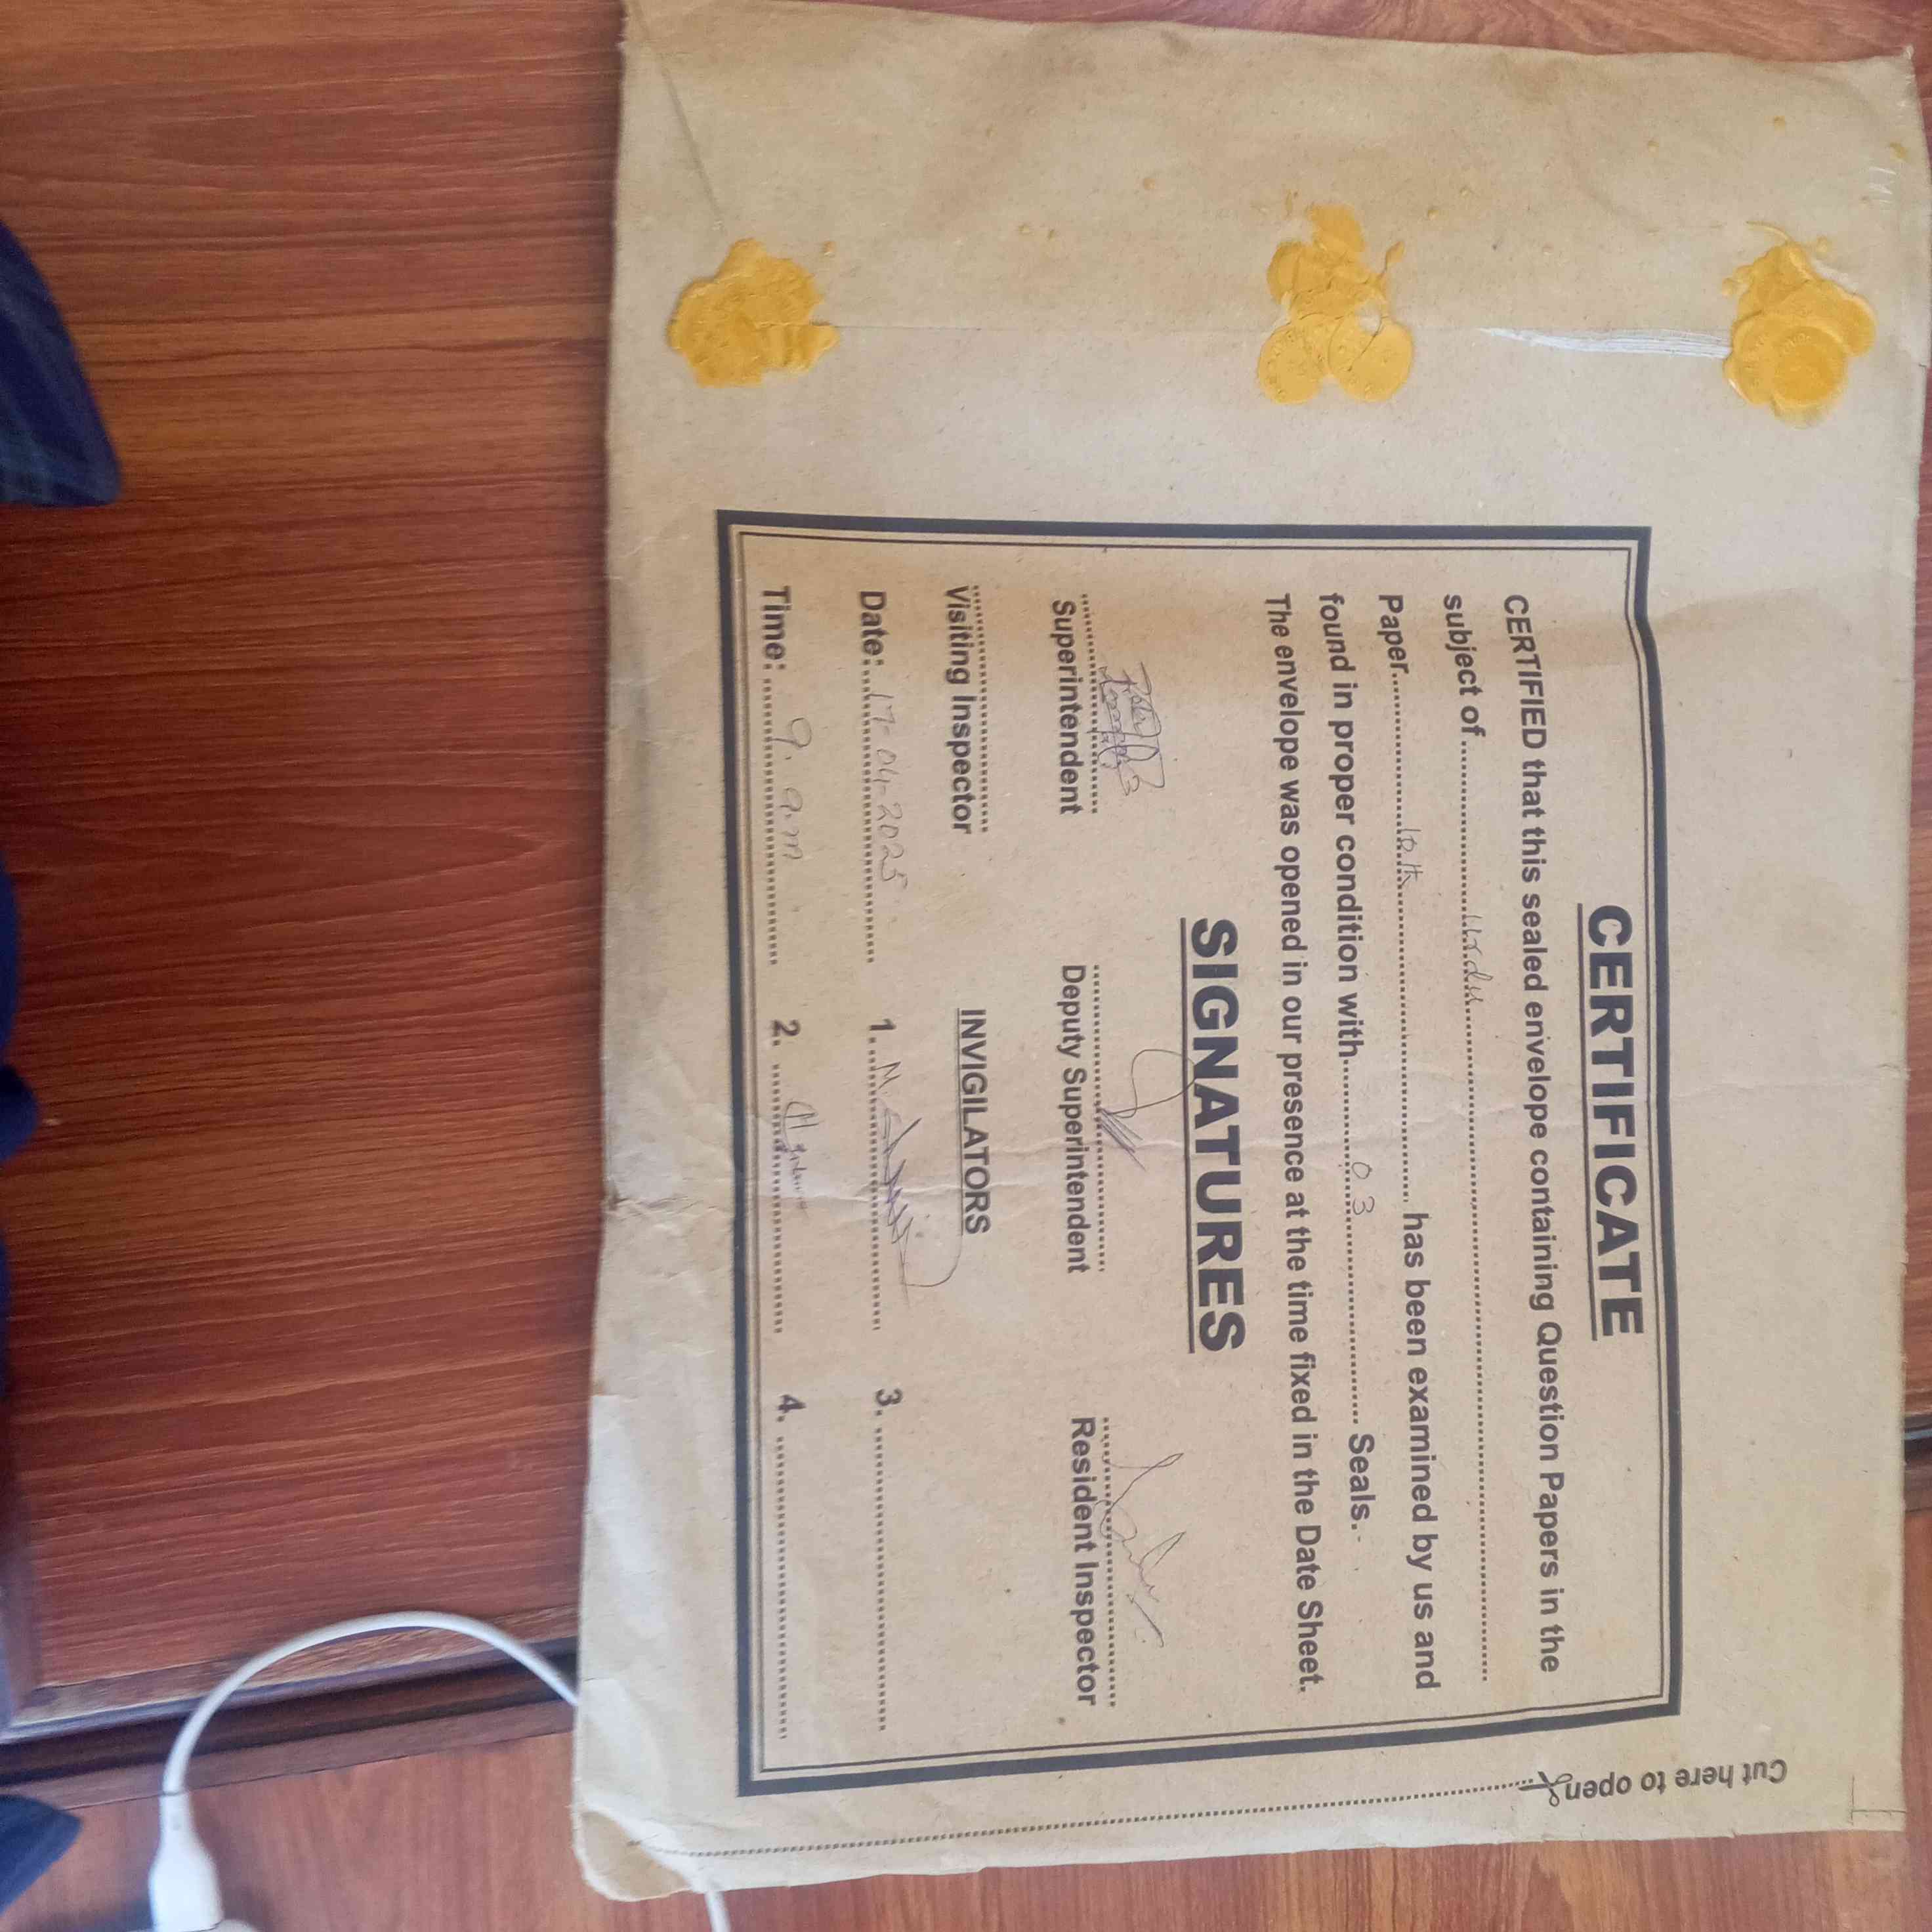 CERTIFICATE
CERTIFIED that this sealed envelope containing Question Papers in the
subject of..........Urdu..........
Paper..........10th.......... has been examined by us and
found in proper condition with..........03.......... Seals.
The envelope was opened in our presence at the time fixed in the Date Sheet.
SIGNATURES
Superintendent Deputy Superintendent Resident Inspector
Visiting Inspector INVIGILATORS
Date:..........17-04-2025.......... 1........... 3...........
Time:..........9.am.......... 2........... 4...........
Cut here to open